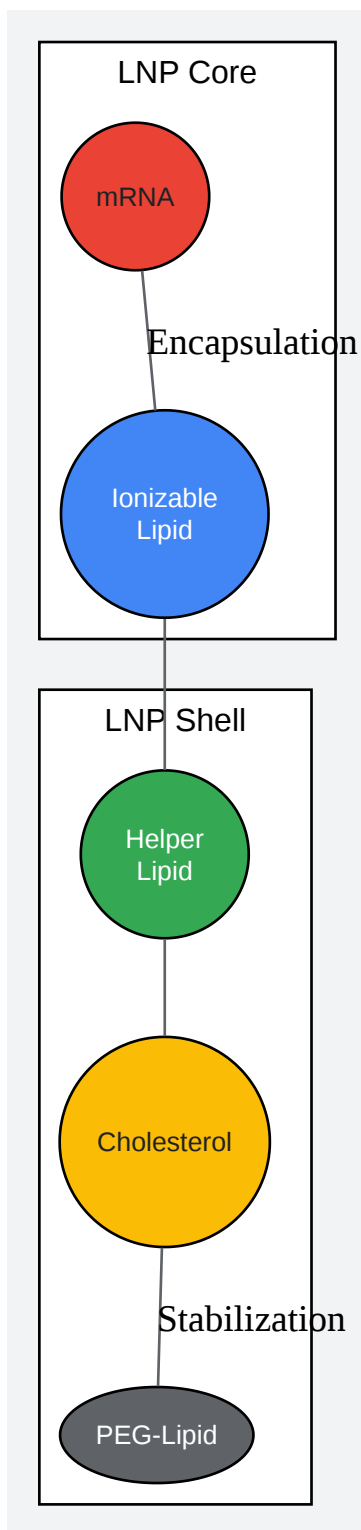 LNP Core
mRNA
Encapsulation
Ionizable
Lipid
LNP Shell
Helper
Lipid
Cholesterol
Stabilization
PEG-Lipid